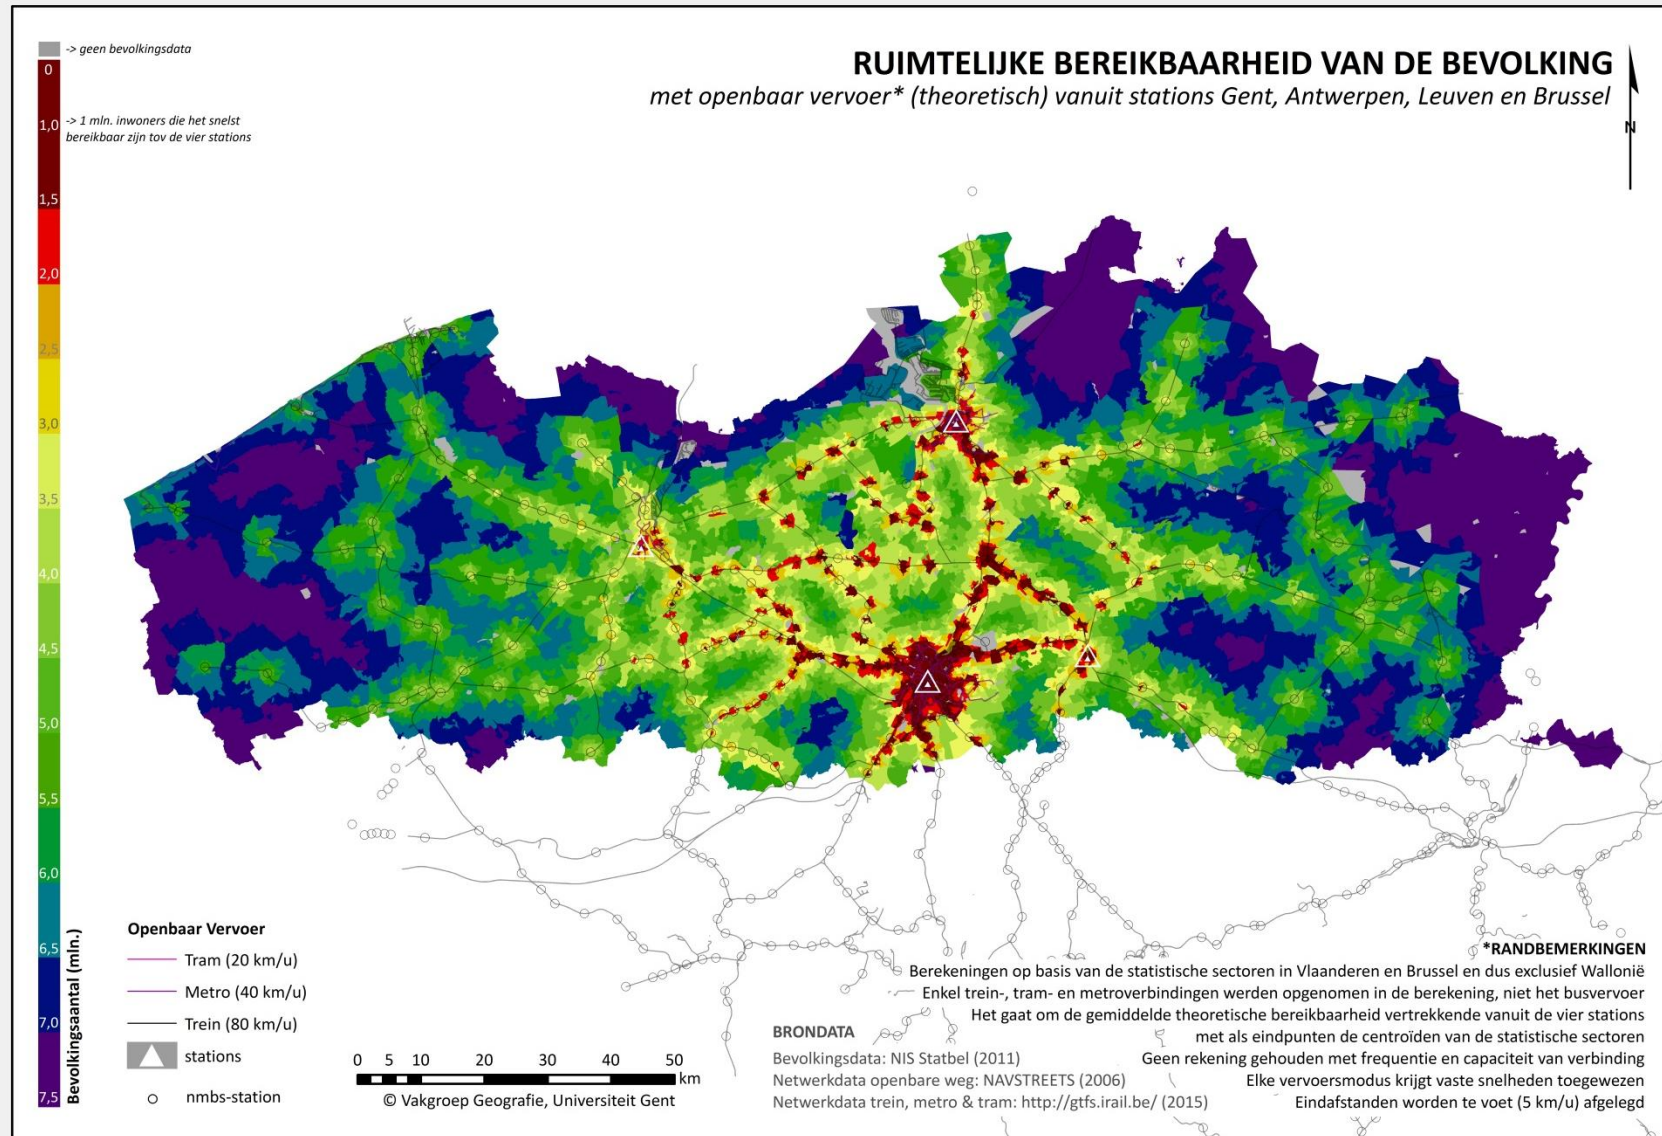 -> geen bevolkingsdata
RUIMTELIJKE BEREIKBAARHEID VAN DE BEVOLKING
met openbaar vervoer* (theoretisch) vanuit stations Gent, Antwerpen, Leuven en Brussel
N
0
1,0
-> 1 mln. inwoners die het snelst
bereikbaar zijn tov de vier stations
1,5
2,0
2,5
3,0
3,5
4,0
4,5
5,0
5,5
6,0
6,5
7,0
7,5
Bevolkingsaantal (mln.)
Openbaar Vervoer
Tram (20 km/u)
Metro (40 km/u)
Trein (80 km/u)
stations
nmbs-station
0 5 10 20 30 40 50
km
© Vakgroep Geografie, Universiteit Gent
BRONDATA
Bevolkingsdata: NIS Statbel (2011)
Netwerkdata openbare weg: NAVSTREETS (2006)
Netwerkdata trein, metro & tram: http://gtfs.irail.be/ (2015)
*RANDBEMERKINGEN
Berekeningen op basis van de statistische sectoren in Vlaanderen en Brussel en dus exclusief Wallonië
Enkel trein-, tram- en metroverbindingen werden opgenomen in de berekening, niet het busvervoer
Het gaat om de gemiddelde theoretische bereikbaarheid vertrekkende vanuit de vier stations
met als eindpunten de centroïden van de statistische sectoren
Geen rekening gehouden met frequentie en capaciteit van verbinding
Elke vervoersmodus krijgt vaste snelheden toegewezen
Eindafstanden worden te voet (5 km/u) afgelegd